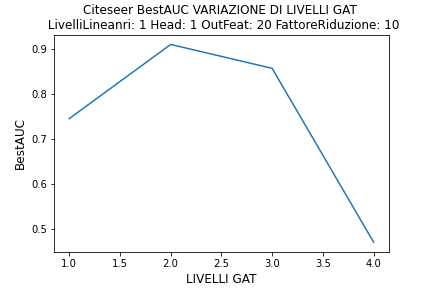 Citeseer BestAUC VARIAZIONE DI LIVELLI GAT
LivelliLineanri: 1 Head: 1 OutFeat: 20 FattoreRiduzione: 10
BestAUC
0.9
0.8
0.7
0.6
0.5
1.0 1.5 2.0 2.5 3.0 3.5 4.0
LIVELLI GAT